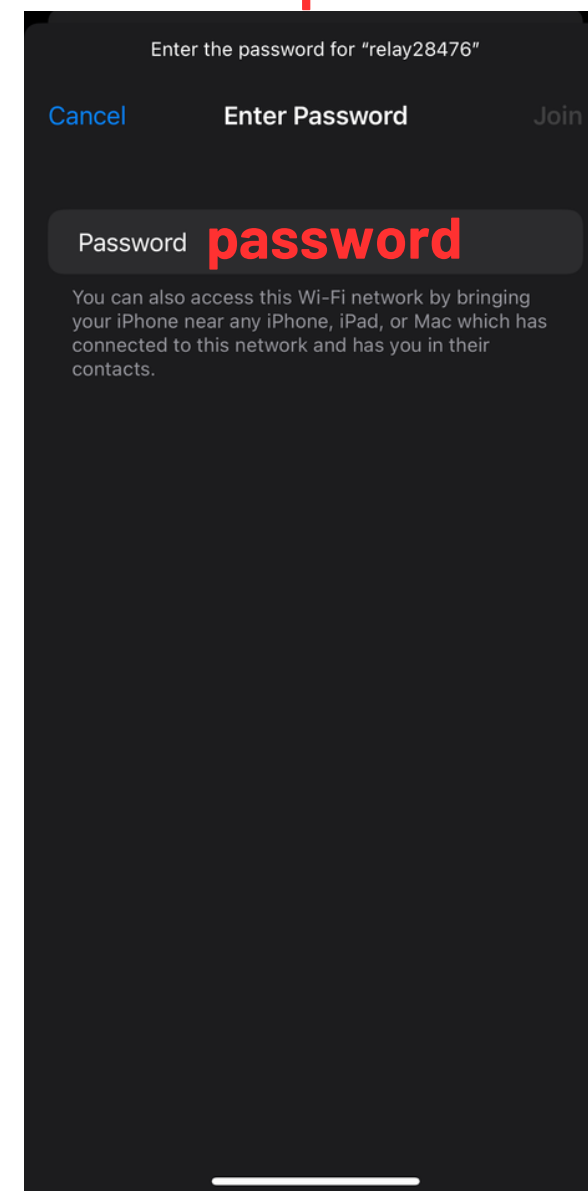 Enter the password for “relay28476”
Cancel Enter Password Join
Password password
You can also access this Wi-Fi network by bringing
your iPhone near any iPhone, iPad, or Mac which has
connected to this network and has you in their
contacts.